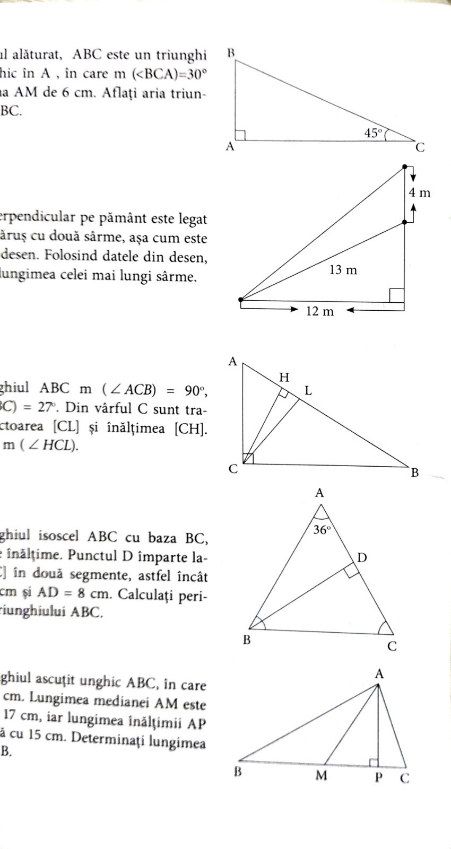 ul alăturat, ABC este un triunghi
hic în A , în care m (<BCA)=30°
na AM de 6 cm. Aflați aria triun-
BC.
B
45°
A
C
erpendicular pe pământ este legat
ăruș cu două sârme, așa cum este
desen. Folosind datele din desen,
lungimea celei mai lungi sârme.
4 m
13 m
12 m
ghiul ABC m (∠ ACB) = 90°,
BC) = 27°. Din vârful C sunt tra-
ctoarea [CL] și înălțimea [CH].
m (∠ HCL).
A
H
L
C
B
ghiul isoscel ABC cu baza BC,
e înălțime. Punctul D împarte la-
C] în două segmente, astfel încât
cm și AD = 8 cm. Calculați peri-
riunghiului ABC.
A
36°
D
B
C
ghiul ascuțit unghic ABC, în care
cm. Lungimea medianei AM este
17 cm, iar lungimea înălțimii AP
ă cu 15 cm. Determinați lungimea
B.
A
B
M
P
C